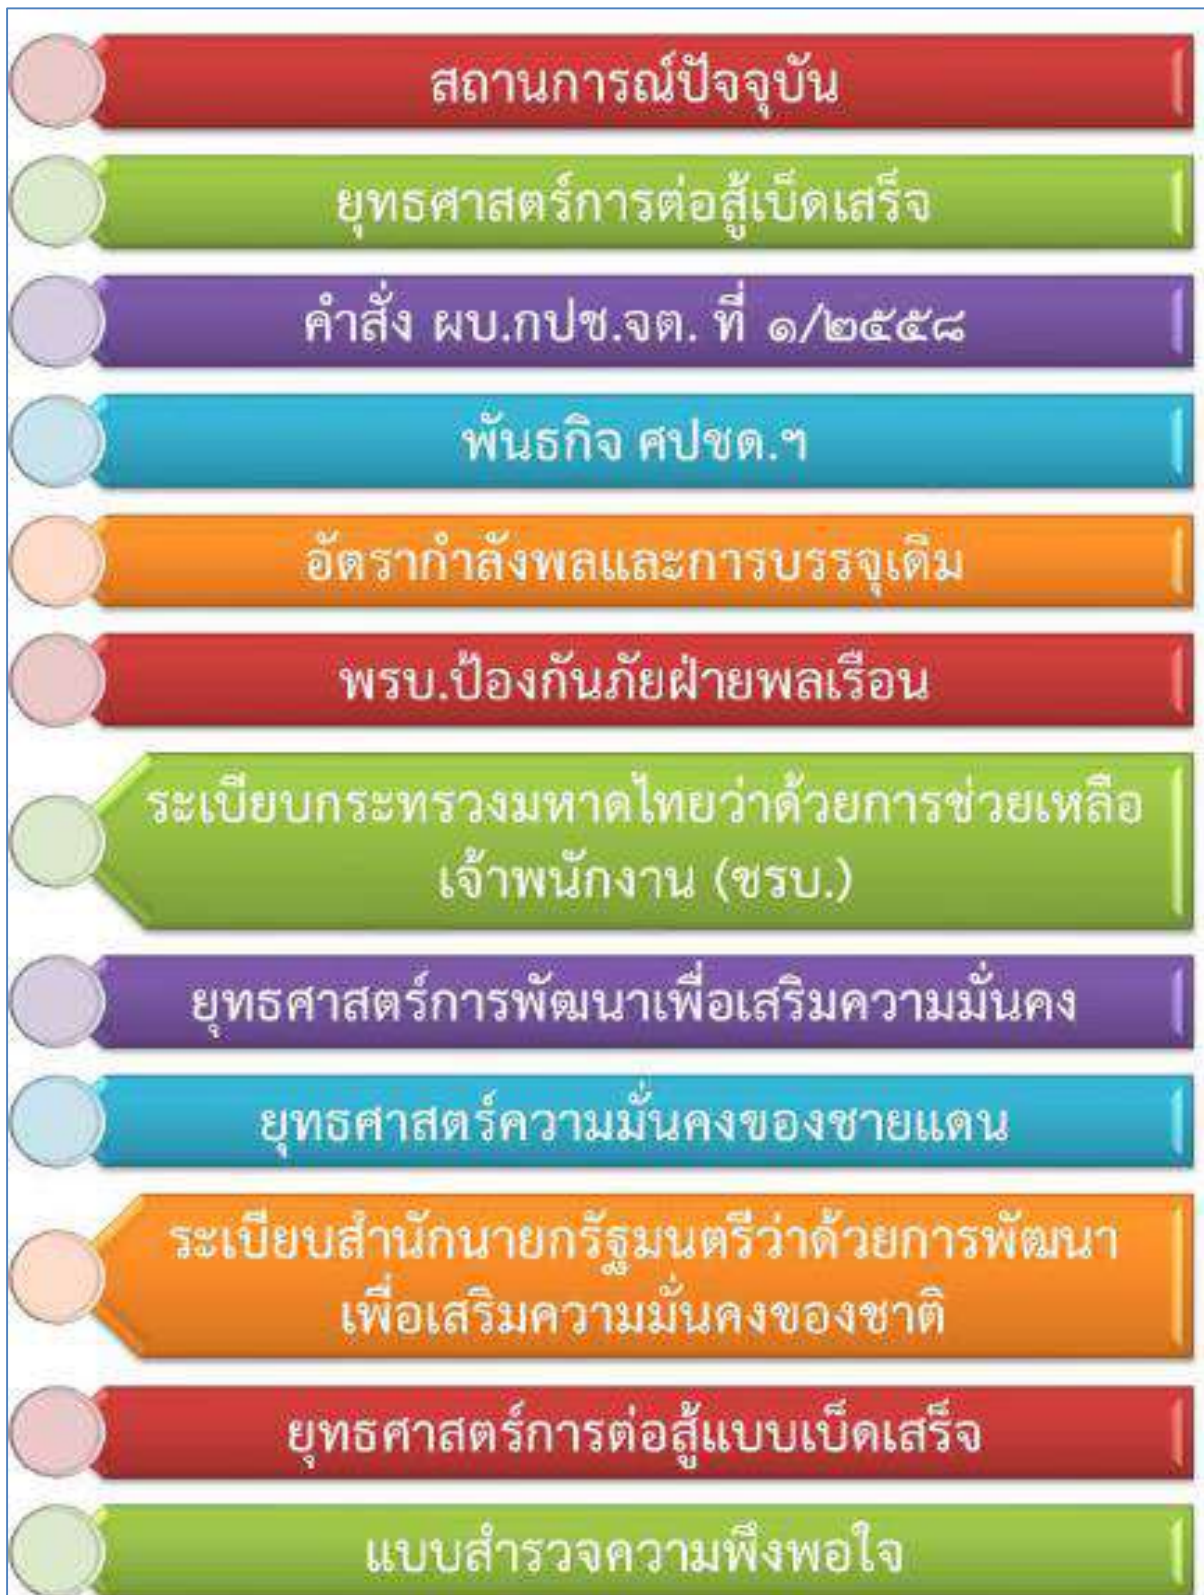 สถานการณ์ปัจจุบัน
ยุทธศาสตร์การต่อสู้เบ็ดเสร็จ
คำสั่ง ผบ.กปช.จต. ที่ ๑/๒๕๕๘
พันธกิจ ศปชด.ฯ
อัตรากำลังพลและการบรรจุเดิม
พรบ.ป้องกันภัยฝ่ายพลเรือน
ระเบียบกระทรวงมหาดไทยว่าด้วยการช่วยเหลือ
เจ้าพนักงาน (ชรบ.)
ยุทธศาสตร์การพัฒนาเพื่อเสริมความมั่นคง
ยุทธศาสตร์ความมั่นคงของชายแดน
ระเบียบสำนักนายกรัฐมนตรีว่าด้วยการพัฒนา
เพื่อเสริมความมั่นคงของชาติ
ยุทธศาสตร์การต่อสู้แบบเบ็ดเสร็จ
แบบสำรวจความพึงพอใจ